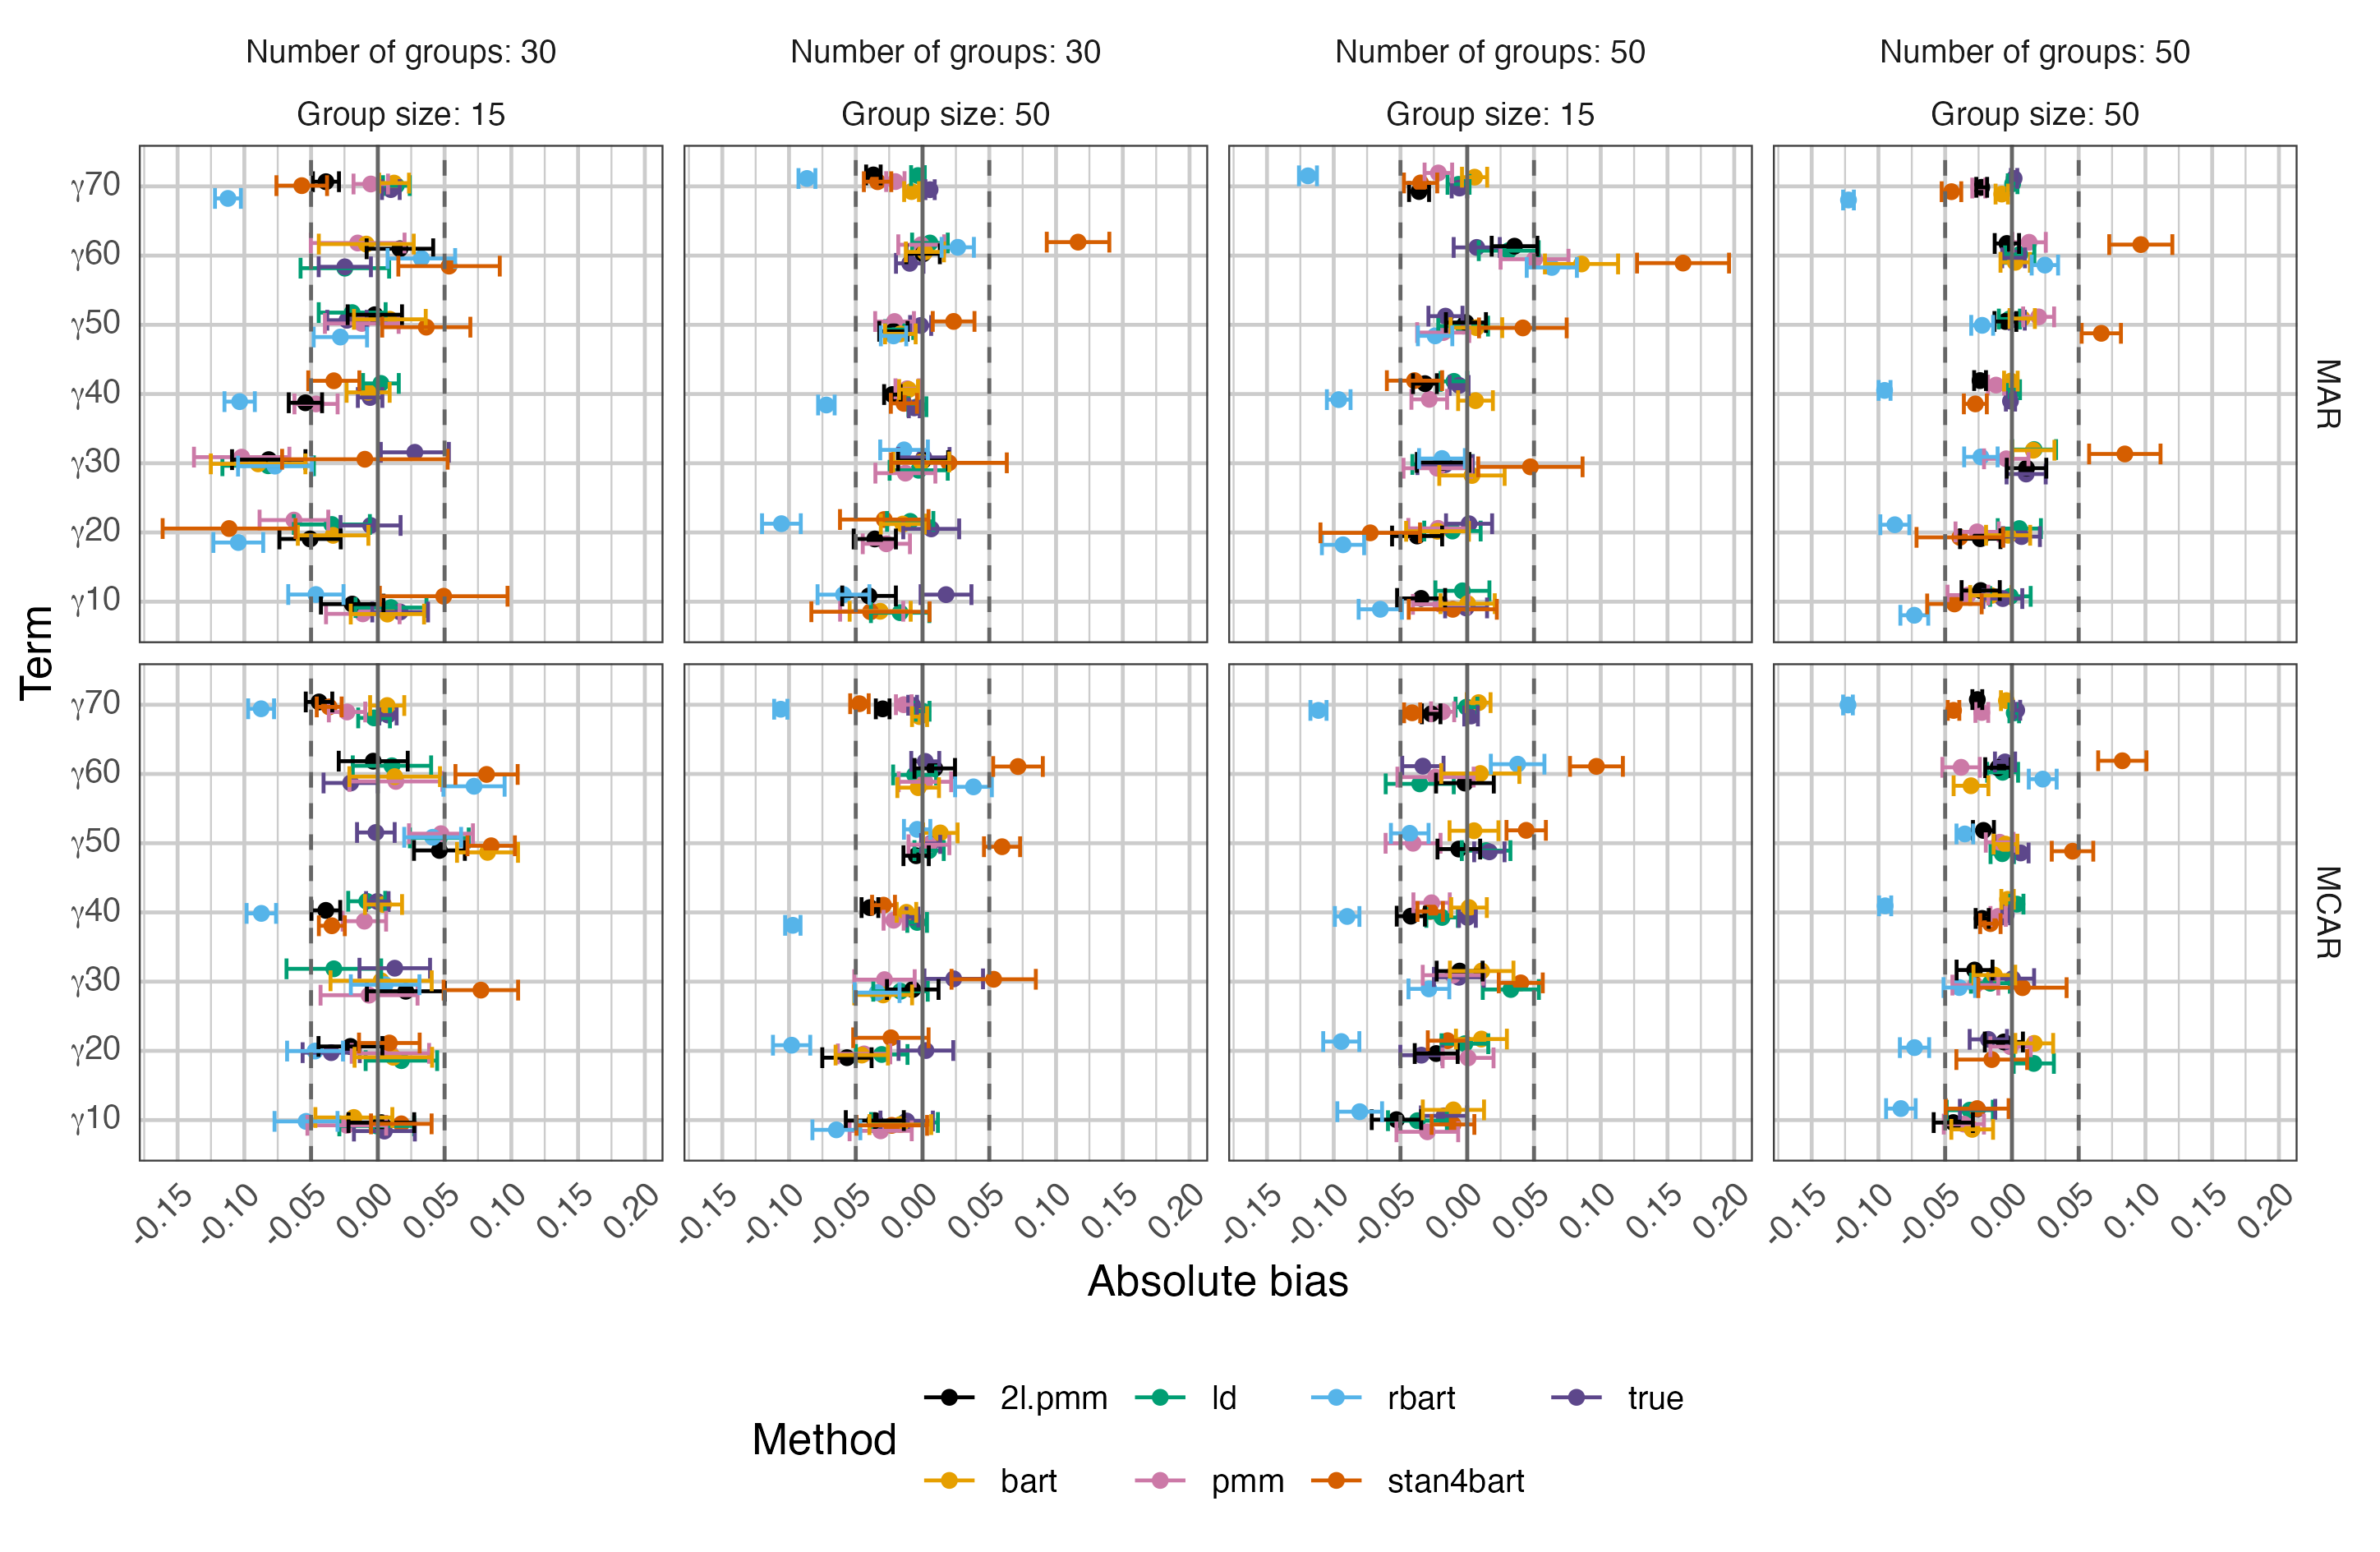 Number of groups: 30
Number of groups: 30
Number of groups: 50
Number of groups: 50
Group size: 15
Group size: 50
Group size: 15
Group size: 50
Term
γ70
γ60
γ50
γ40
γ30
γ20
γ10
MAR
γ70
γ60
γ50
γ40
γ30
γ20
γ10
MCAR
-0.15 -0.10 -0.05 0.00 0.05 0.10 0.15 0.20
-0.15 -0.10 -0.05 0.00 0.05 0.10 0.15 0.20
-0.15 -0.10 -0.05 0.00 0.05 0.10 0.15 0.20
-0.15 -0.10 -0.05 0.00 0.05 0.10 0.15 0.20
Absolute bias
Method
2l.pmm ld rbart true
bart pmm stan4bart